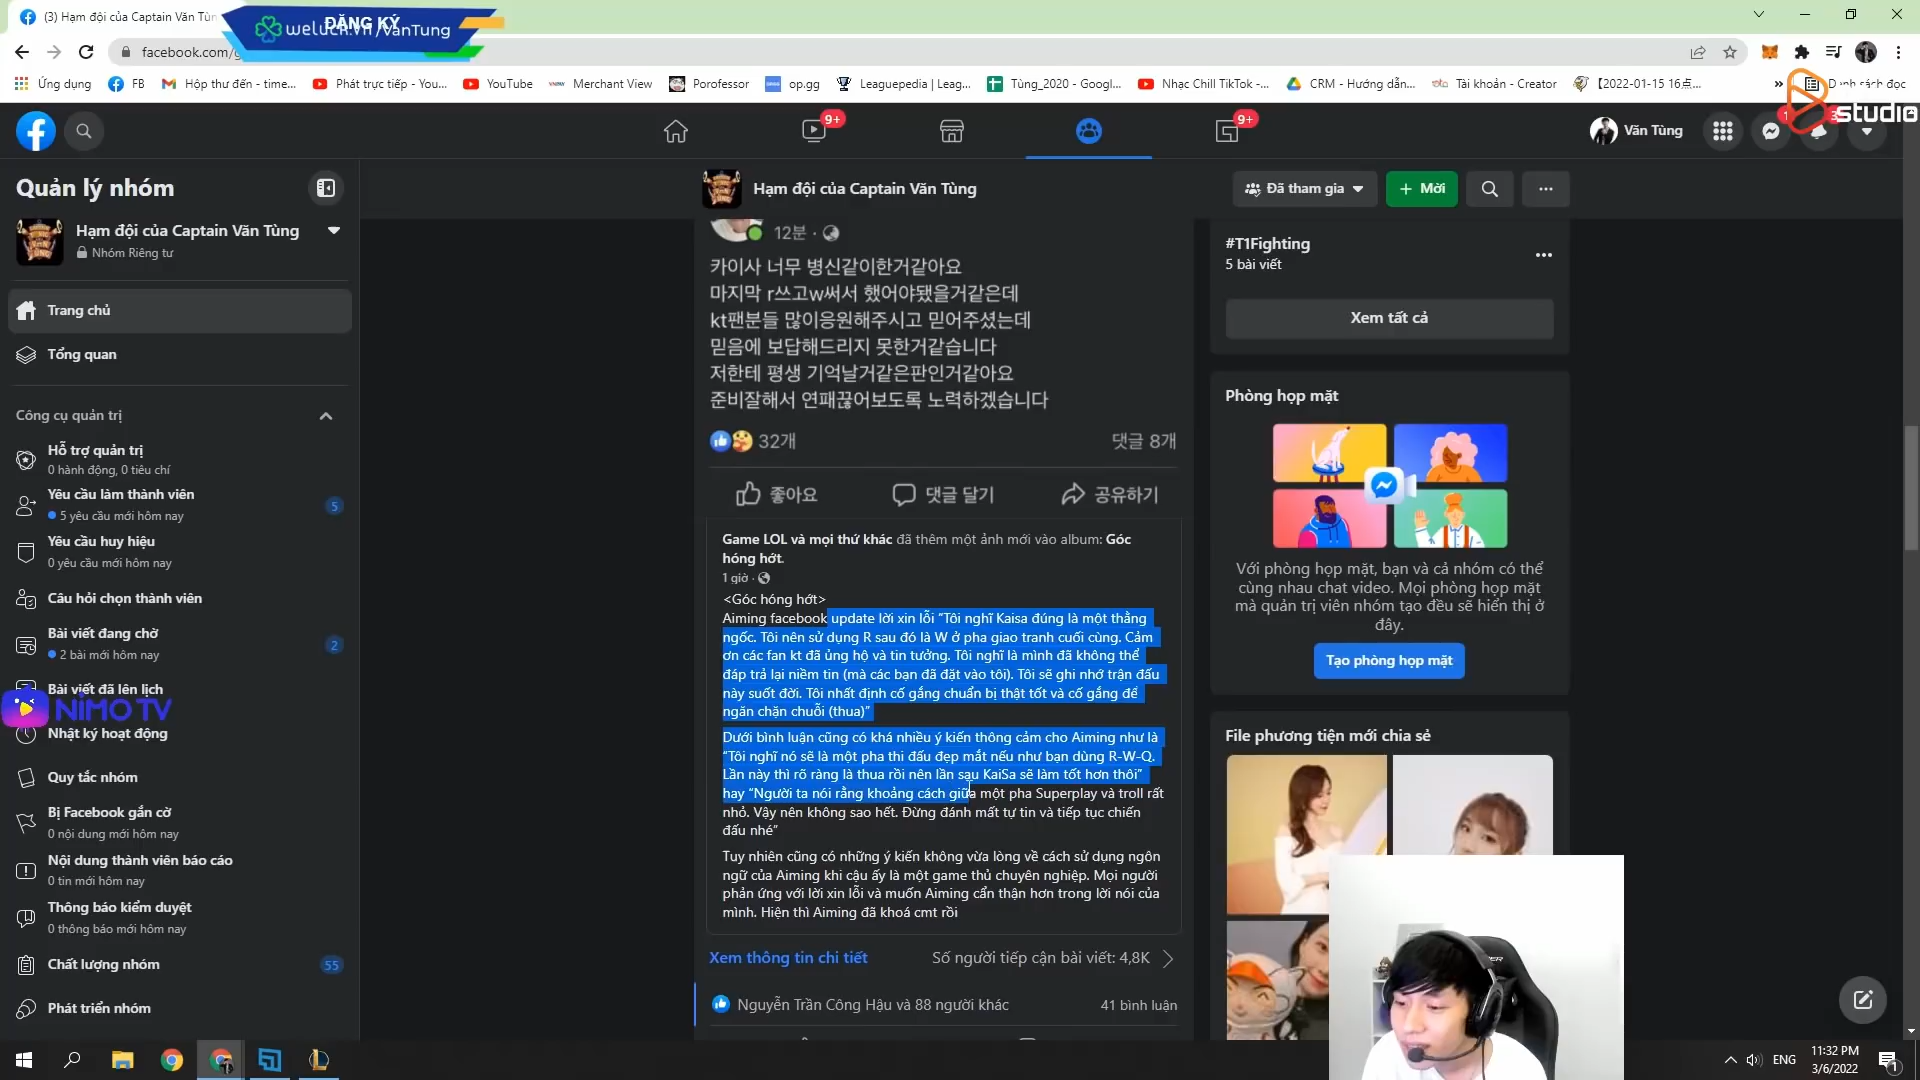 (3) Hạm đội của Captain Văn Tùn
ĐĂNG KÝ
weluck.vn/VanTung
facebook.com/g
Ứng dụng
FB
Hộp thư đến - time...
Phát trực tiếp - You...
YouTube
Merchant View
Porofessor
op.gg
Leaguepedia | Leag...
Tùng_2020 - Googl...
Nhạc Chill TikTok -...
CRM - Hướng dẫn...
Tài khoản - Creator
【2022-01-15 16点...
»
studio
9+
9+
Văn Tùng
Quản lý nhóm
Hạm đội của Captain Văn Tùng
Nhóm Riêng tư
Trang chủ
Tổng quan
Công cụ quản trị
Hỗ trợ quản trị
0 hành động, 0 tiêu chí
Yêu cầu làm thành viên
5 yêu cầu mới hôm nay
5
Yêu cầu huy hiệu
0 yêu cầu mới hôm nay
Câu hỏi chọn thành viên
Bài viết đang chờ
2 bài mới hôm nay
2
Bài viết đã lên lịch
NIMO TV
Nhật ký hoạt động
Quy tắc nhóm
Bị Facebook gắn cờ
0 nội dung mới hôm nay
Nội dung thành viên báo cáo
0 tin mới hôm nay
Thông báo kiểm duyệt
0 thông báo mới hôm nay
Chất lượng nhóm
55
Phát triển nhóm
Hạm đội của Captain Văn Tùng
Đã tham gia
+ Mời
12분 ·
카이사 너무 병신같이한거같아요
마지막 r쓰고w써서 했어야됐을거같은데
kt팬분들 많이응원해주시고 믿어주셨는데
믿음에 보답해드리지 못한거같습니다
저한테 평생 기억날거같은판인거같아요
준비잘해서 연패끊어보도록 노력하겠습니다
32개
댓글 8개
좋아요
댓글 달기
공유하기
Game LOL và mọi thứ khác đã thêm một ảnh mới vào album: Góc
hóng hớt.
1 giờ ·
<Góc hóng hớt>
Aiming facebook update lời xin lỗi “Tôi nghĩ Kaisa đúng là một thằng
ngốc. Tôi nên sử dụng R sau đó là W ở pha giao tranh cuối cùng. Cảm
ơn các fan kt đã ủng hộ và tin tưởng. Tôi nghĩ là mình đã không thể
đáp trả lại niềm tin (mà các bạn đã đặt vào tôi). Tôi sẽ ghi nhớ trận đấu
này suốt đời. Tôi nhất định cố gắng chuẩn bị thật tốt và cố gắng để
ngăn chặn chuỗi (thua)”
Dưới bình luận cũng có khá nhiều ý kiến thông cảm cho Aiming như là
“Tôi nghĩ nó sẽ là một pha thi đấu đẹp mắt nếu như bạn dùng R-W-Q.
Lần này thì rõ ràng là thua rồi nên lần sau KaiSa sẽ làm tốt hơn thôi”
hay “Người ta nói rằng khoảng cách giữa một pha Superplay và troll rất
nhỏ. Vậy nên không sao hết. Đừng đánh mất tự tin và tiếp tục chiến
đấu nhé”
Tuy nhiên cũng có những ý kiến không vừa lòng về cách sử dụng ngôn
ngữ của Aiming khi cậu ấy là một game thủ chuyên nghiệp. Mọi người
phản ứng với lời xin lỗi và muốn Aiming cẩn thận hơn trong lời nói của
mình. Hiện thì Aiming đã khoá cmt rồi
Xem thông tin chi tiết
Số người tiếp cận bài viết: 4,8K
Nguyễn Trần Công Hậu và 88 người khác
41 bình luận
#T1Fighting
5 bài viết
Xem tất cả
Phòng họp mặt
Với phòng họp mặt, bạn và cả nhóm có thể
cùng nhau chat video. Mọi phòng họp mặt
mà quản trị viên nhóm tạo đều sẽ hiển thị ở
đây.
Tạo phòng họp mặt
File phương tiện mới chia sẻ
ENG
11:32 PM
3/6/2022
1